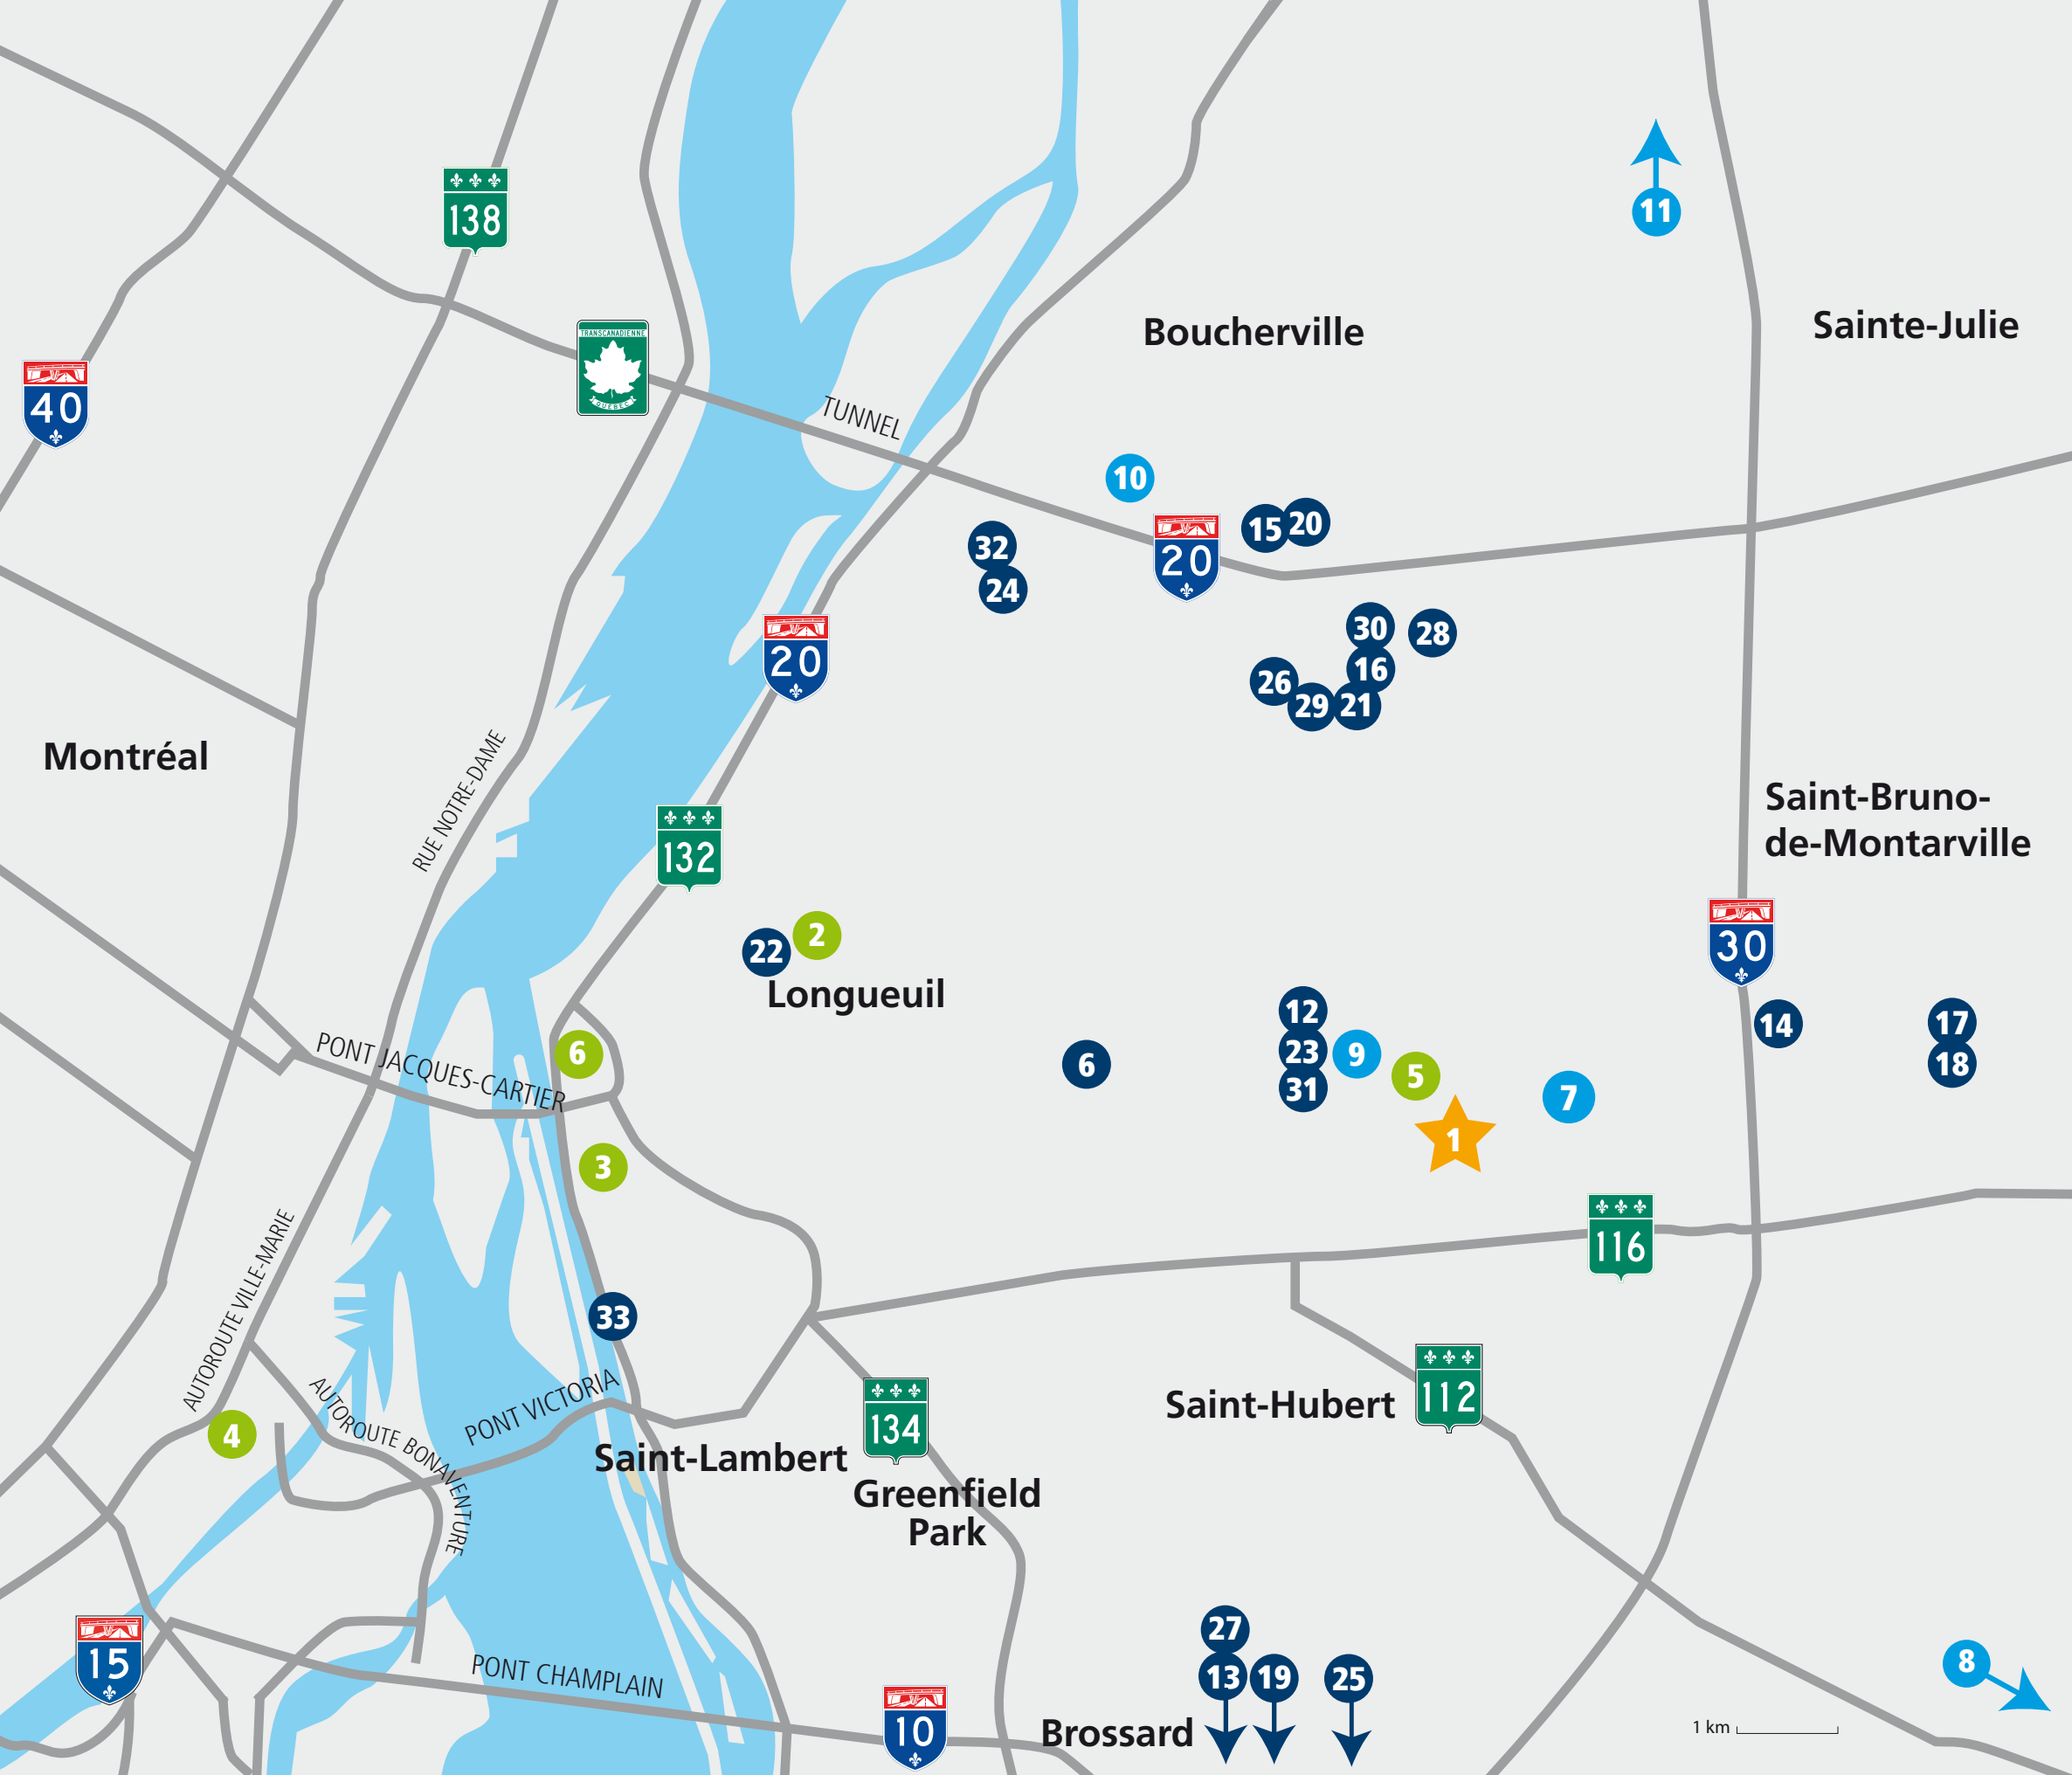 138
11
TRANSCANADIENNE
QUÉBEC
Boucherville
Sainte-Julie
40
TUNNEL
10
15
20
32
20
24
30
28
20
16
26
29
21
RUE NOTRE-DAME
Montréal
Saint-Bruno-
de-Montarville
132
2
22
30
Longueuil
12
14
17
6
PONT JACQUES-CARTIER
6
23
9
18
5
31
7
1
3
116
AUTOROUTE VILLE-MARIE
33
AUTOROUTE BONAVENTURE
PONT VICTORIA
112
Saint-Hubert
4
134
Saint-Lambert
Greenfield
Park
27
15
13
19
25
8
PONT CHAMPLAIN
10
Brossard
1 km